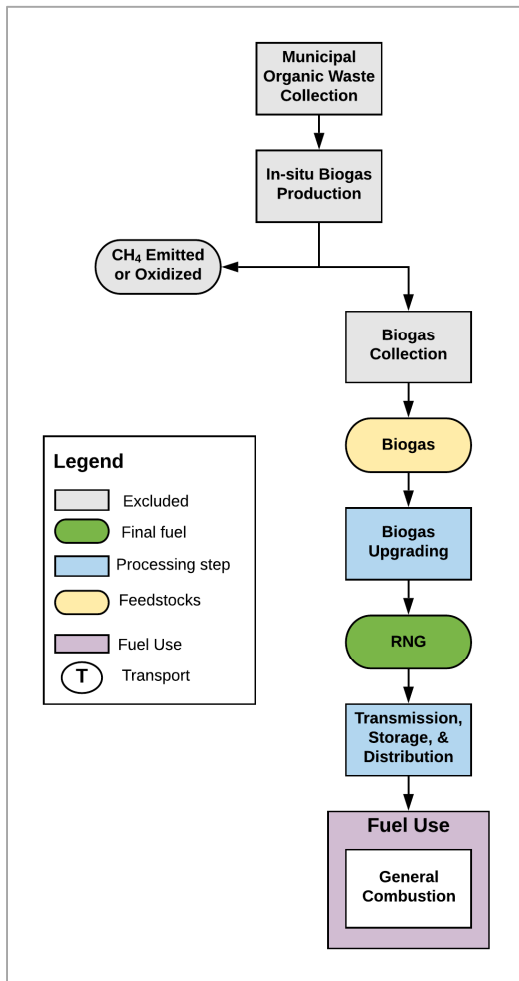 Municipal
Organic Waste
Collection
In-situ Biogas
Production
CH₄ Emitted
or Oxidized
Biogas
Collection
Biogas
Biogas
Upgrading
RNG
Transmission,
Storage, &
Distribution
Fuel Use
General
Combustion
Legend
Excluded
Final fuel
Processing step
Feedstocks
Fuel Use
T Transport